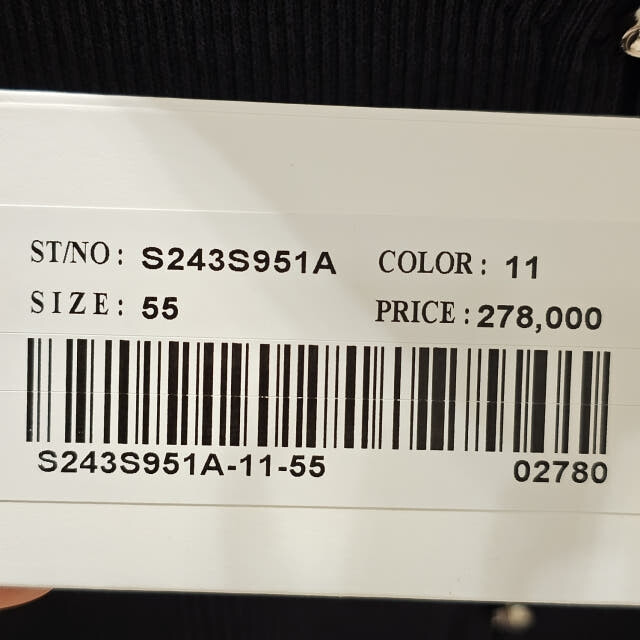 ST/NO: S243S951A COLOR: 11
SIZE: 55 PRICE: 278,000
S243S951A-11-55 02780